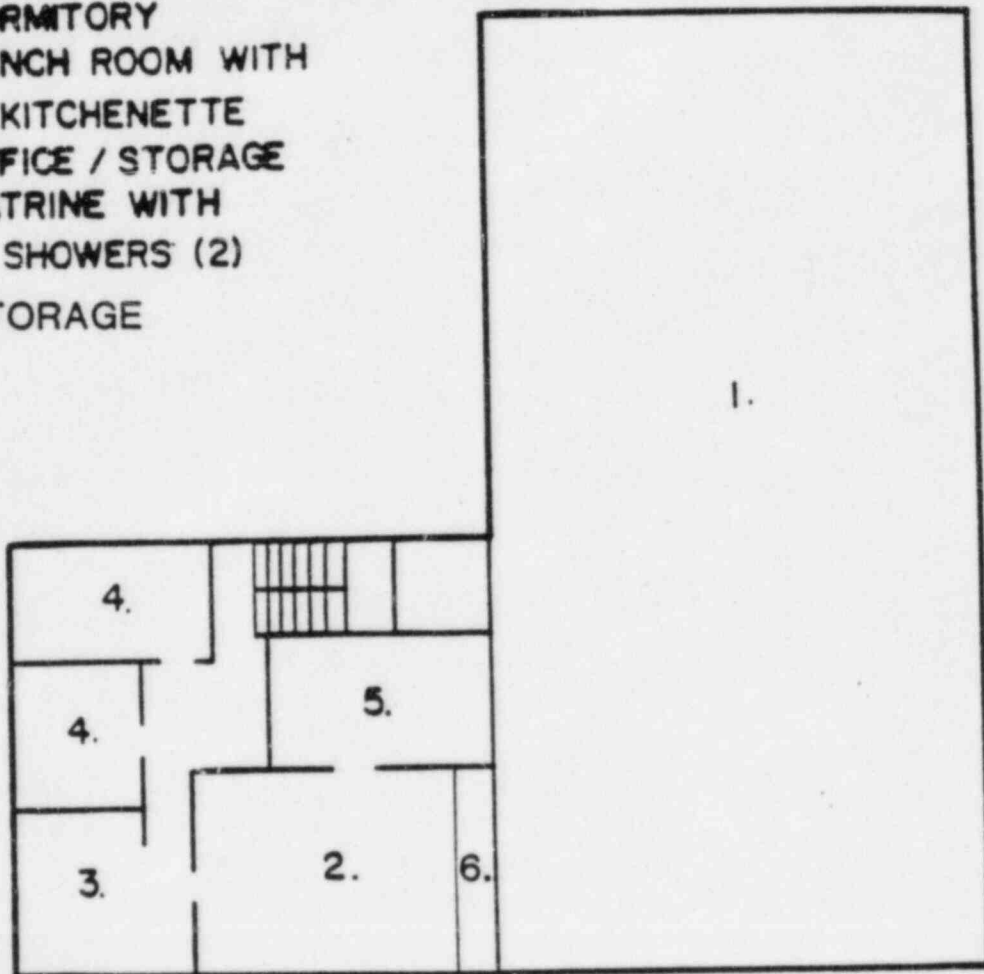 RMITORY
NCH ROOM WITH
KITCHENETTE
FICE / STORAGE
TRINE WITH
SHOWERS (2)
TORAGE
1.
4.
5.
4.
2.
6.
3.